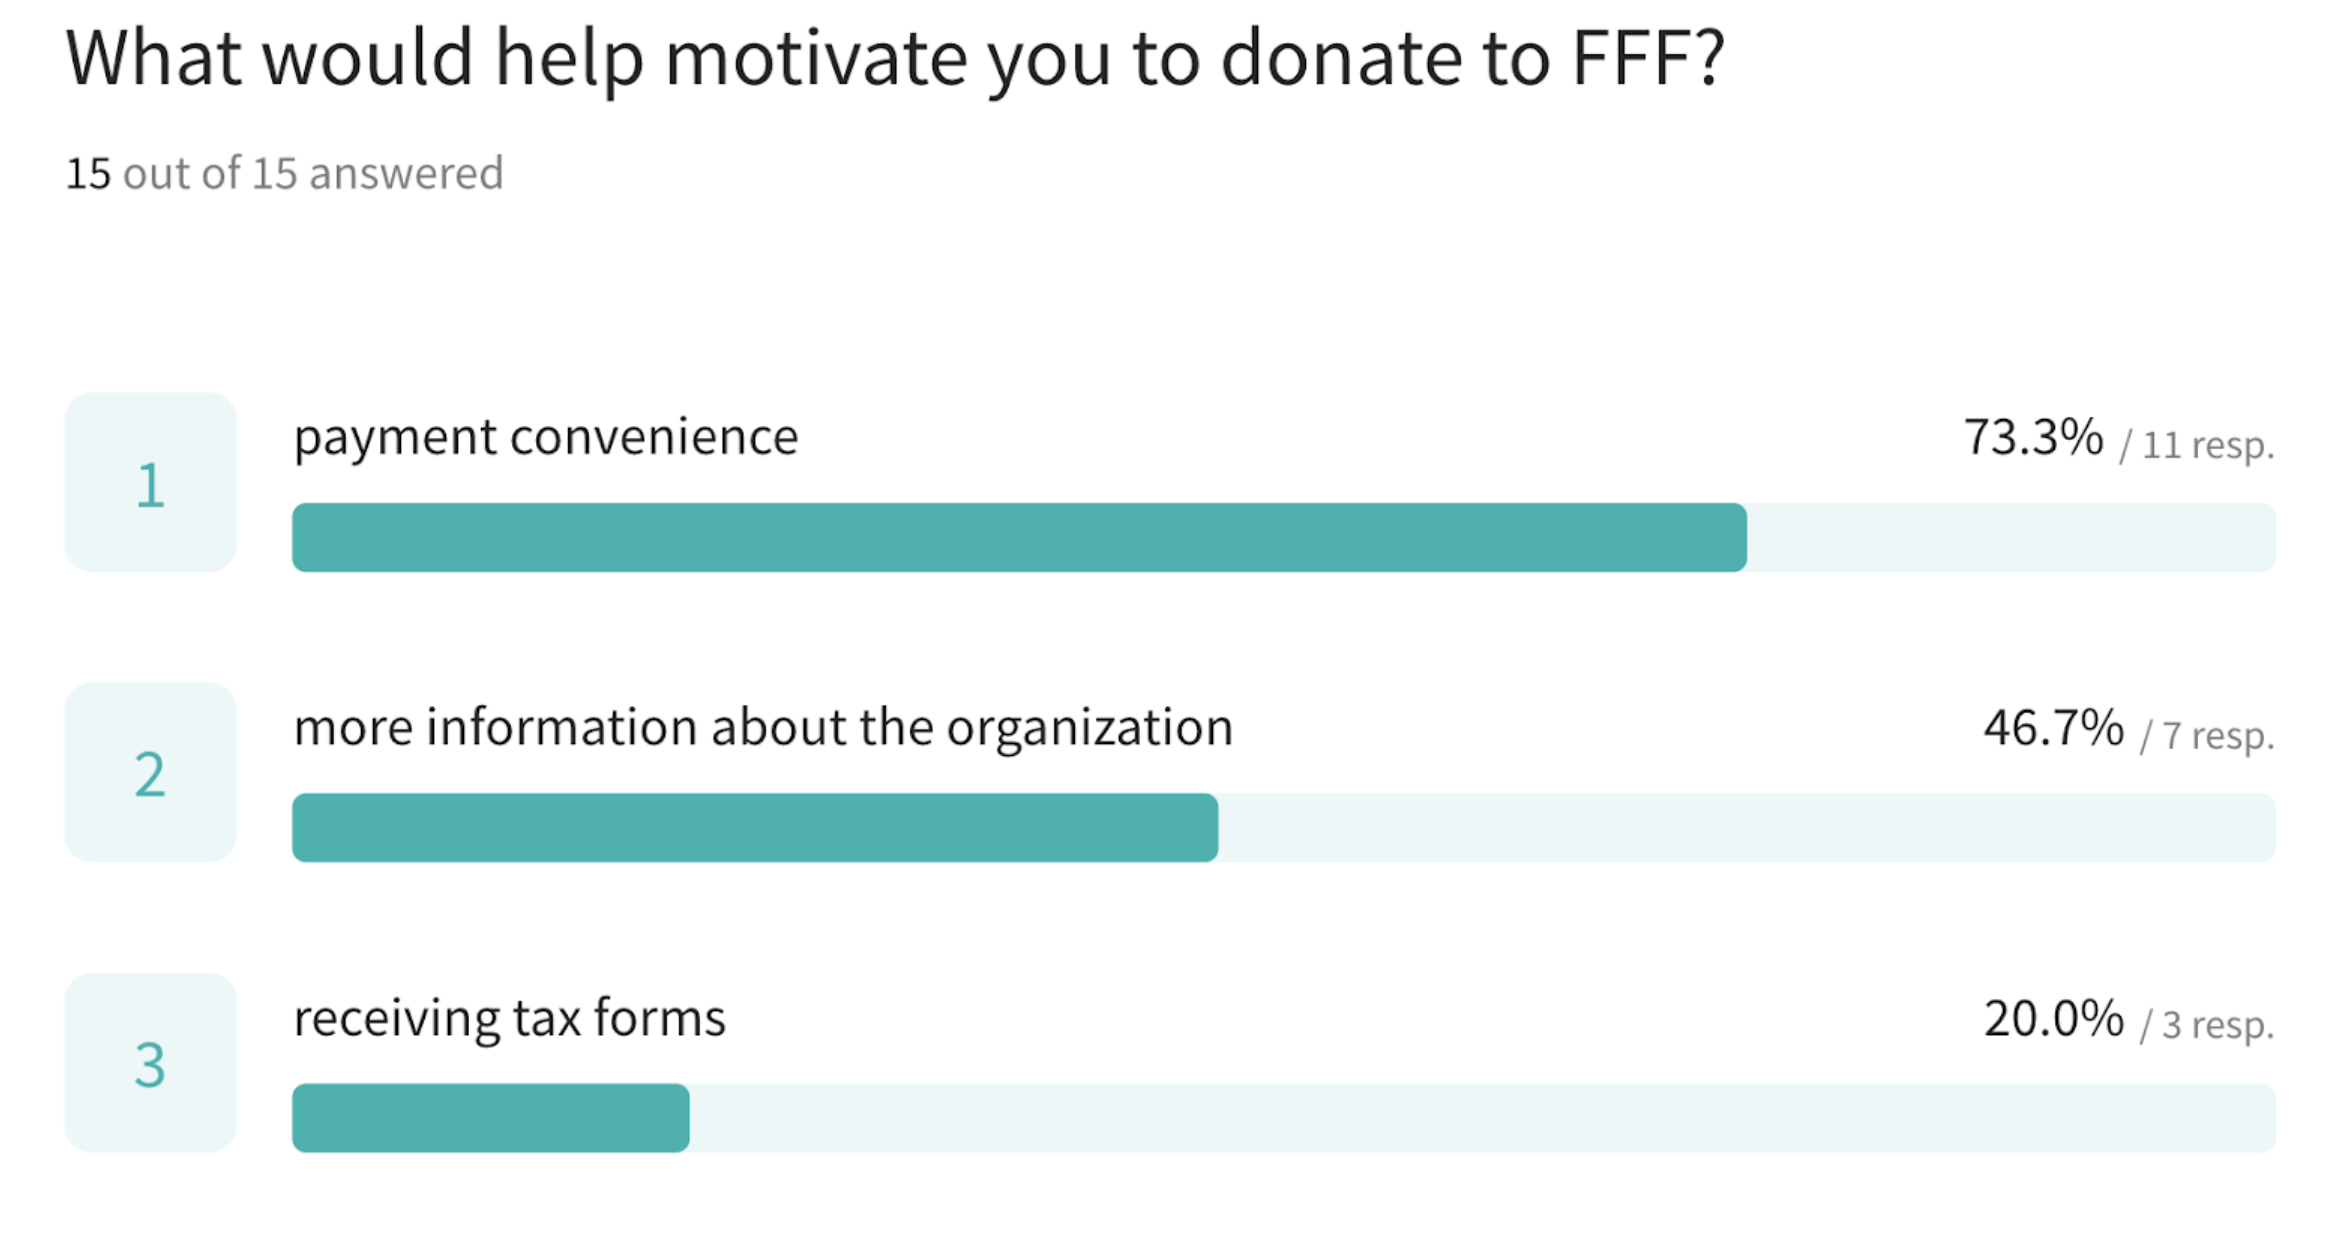 What would help motivate you to donate to FFF?
15 out of 15 answered
1
payment convenience
73.3% / 11 resp.
2
more information about the organization
46.7% / 7 resp.
3
receiving tax forms
20.0% / 3 resp.